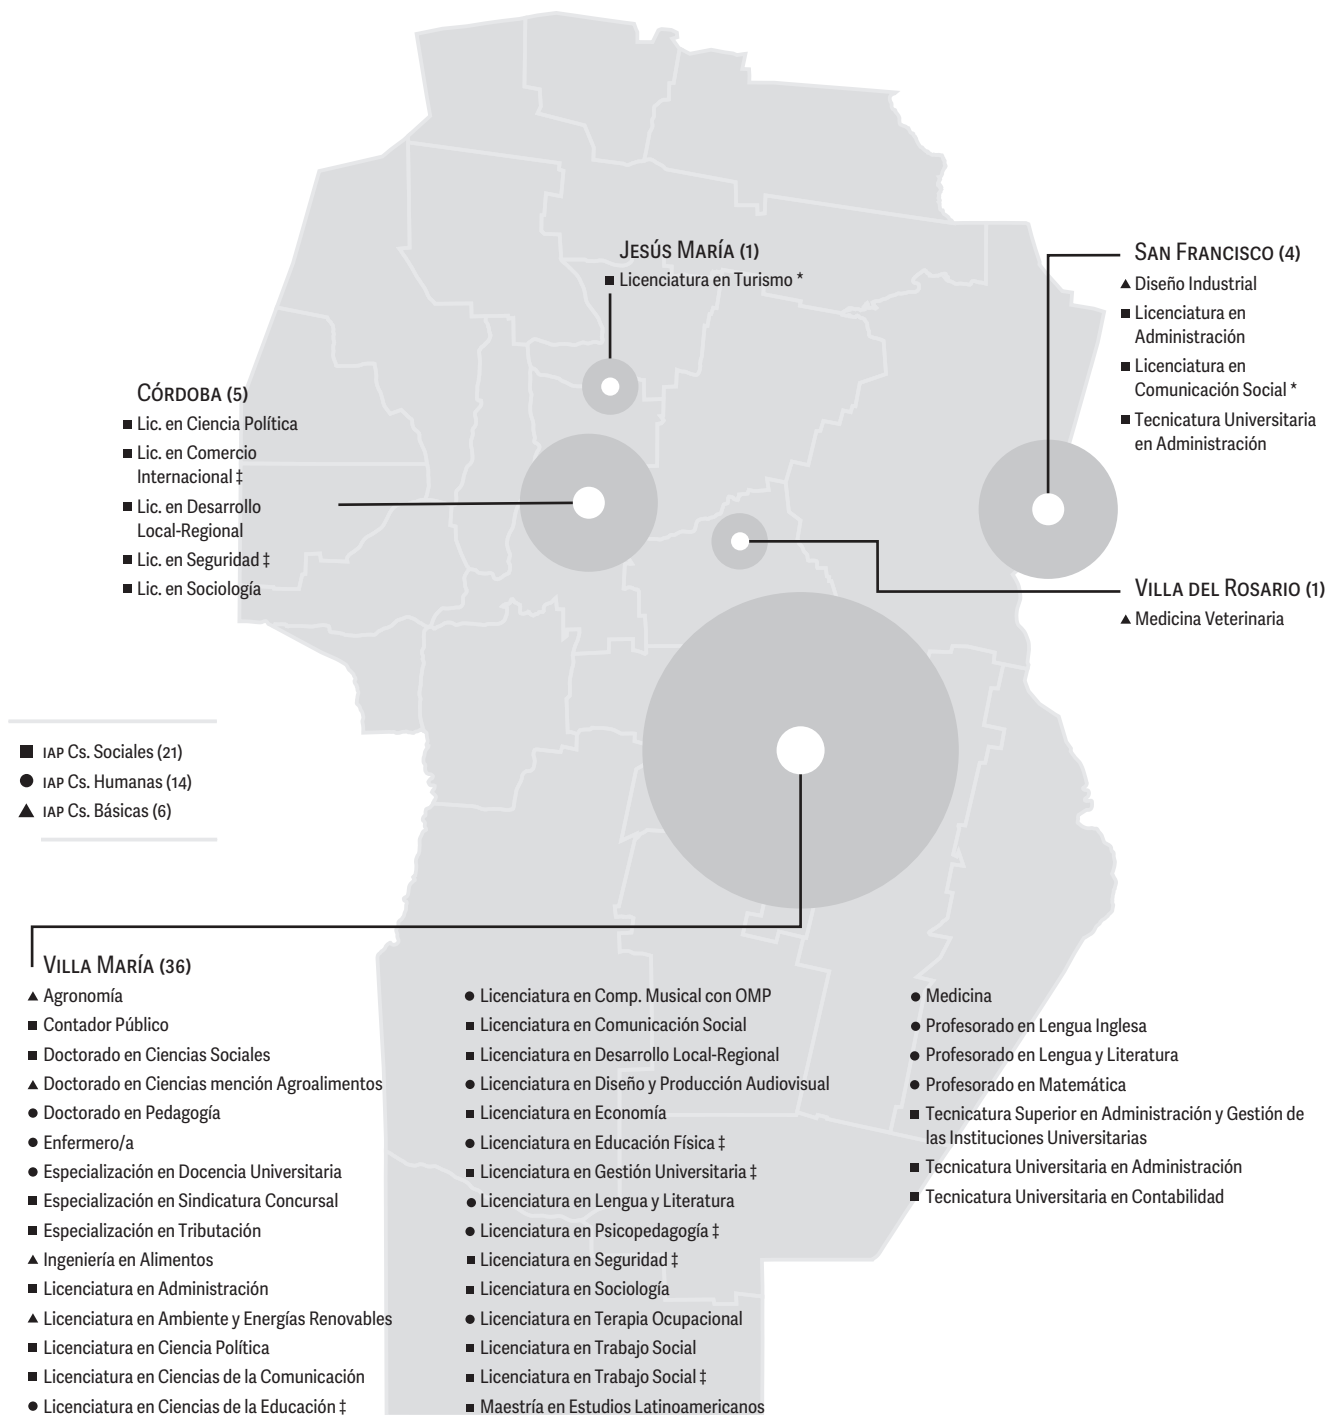 JESÚS MARÍA (1)
■ Licenciatura en Turismo *
SAN FRANCISCO (4)
▲ Diseño Industrial
■ Licenciatura en
Administración
■ Licenciatura en
Comunicación Social *
■ Tecnicatura Universitaria
en Administración
CÓRDOBA (5)
■ Lic. en Ciencia Política
■ Lic. en Comercio
Internacional ‡
■ Lic. en Desarrollo
Local-Regional
■ Lic. en Seguridad ‡
■ Lic. en Sociología
VILLA DEL ROSARIO (1)
▲ Medicina Veterinaria
■ IAP Cs. Sociales (21)
● IAP Cs. Humanas (14)
▲ IAP Cs. Básicas (6)
VILLA MARÍA (36)
▲ Agronomía
■ Contador Público
■ Doctorado en Ciencias Sociales
▲ Doctorado en Ciencias mención Agroalimentos
● Doctorado en Pedagogía
● Enfermero/a
● Especialización en Docencia Universitaria
■ Especialización en Sindicatura Concursal
■ Especialización en Tributación
▲ Ingeniería en Alimentos
■ Licenciatura en Administración
▲ Licenciatura en Ambiente y Energías Renovables
■ Licenciatura en Ciencia Política
■ Licenciatura en Ciencias de la Comunicación
● Licenciatura en Ciencias de la Educación ‡
● Licenciatura en Comp. Musical con OMP
■ Licenciatura en Comunicación Social
■ Licenciatura en Desarrollo Local-Regional
● Licenciatura en Diseño y Producción Audiovisual
■ Licenciatura en Economía
● Licenciatura en Educación Física ‡
■ Licenciatura en Gestión Universitaria ‡
● Licenciatura en Lengua y Literatura
● Licenciatura en Psicopedagogía ‡
■ Licenciatura en Seguridad ‡
■ Licenciatura en Sociología
● Licenciatura en Terapia Ocupacional
■ Licenciatura en Trabajo Social
■ Licenciatura en Trabajo Social ‡
■ Maestría en Estudios Latinoamericanos
● Medicina
● Profesorado en Lengua Inglesa
● Profesorado en Lengua y Literatura
● Profesorado en Matemática
■ Tecnicatura Superior en Administración y Gestión de
las Instituciones Universitarias
■ Tecnicatura Universitaria en Administración
■ Tecnicatura Universitaria en Contabilidad